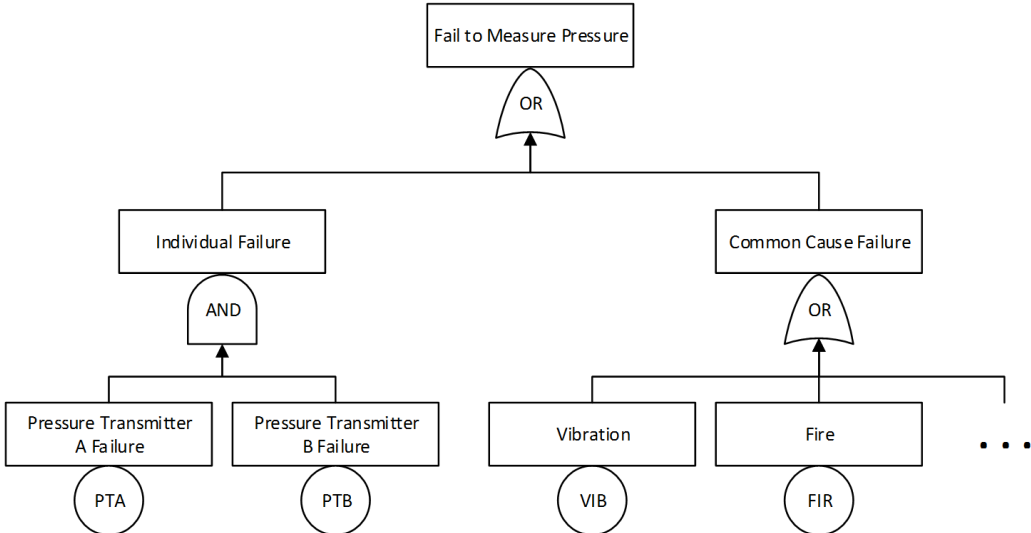 Fail to Measure Pressure
OR
Individual Failure
Common Cause Failure
AND
OR
Pressure Transmitter
A Failure
Pressure Transmitter
B Failure
Vibration
Fire
. . .
PTA
PTB
VIB
FIR